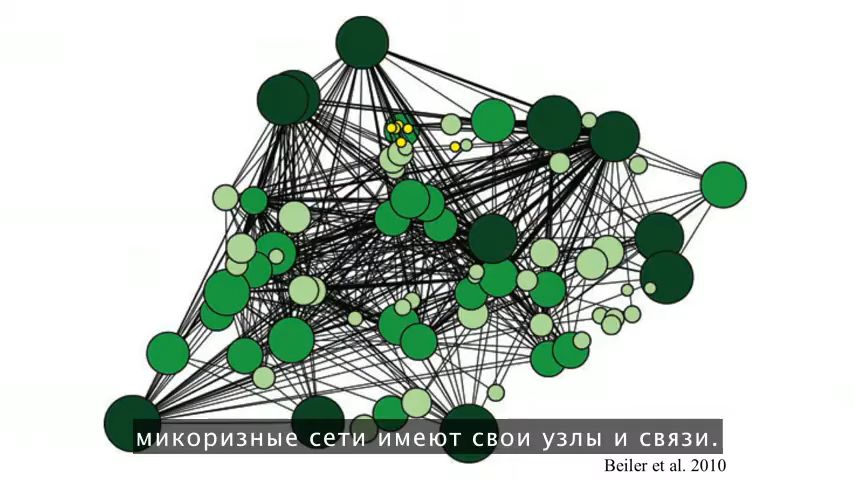 микоризные сети имеют свои узлы и связи.
Beiler et al. 2010